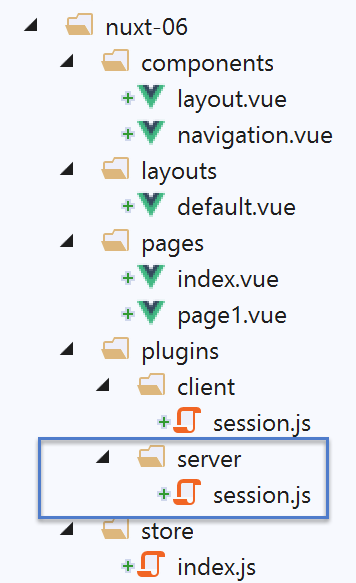 nuxt-06
components
layout.vue
navigation.vue
layouts
default.vue
pages
index.vue
page1.vue
plugins
client
session.js
server
session.js
store
index.js